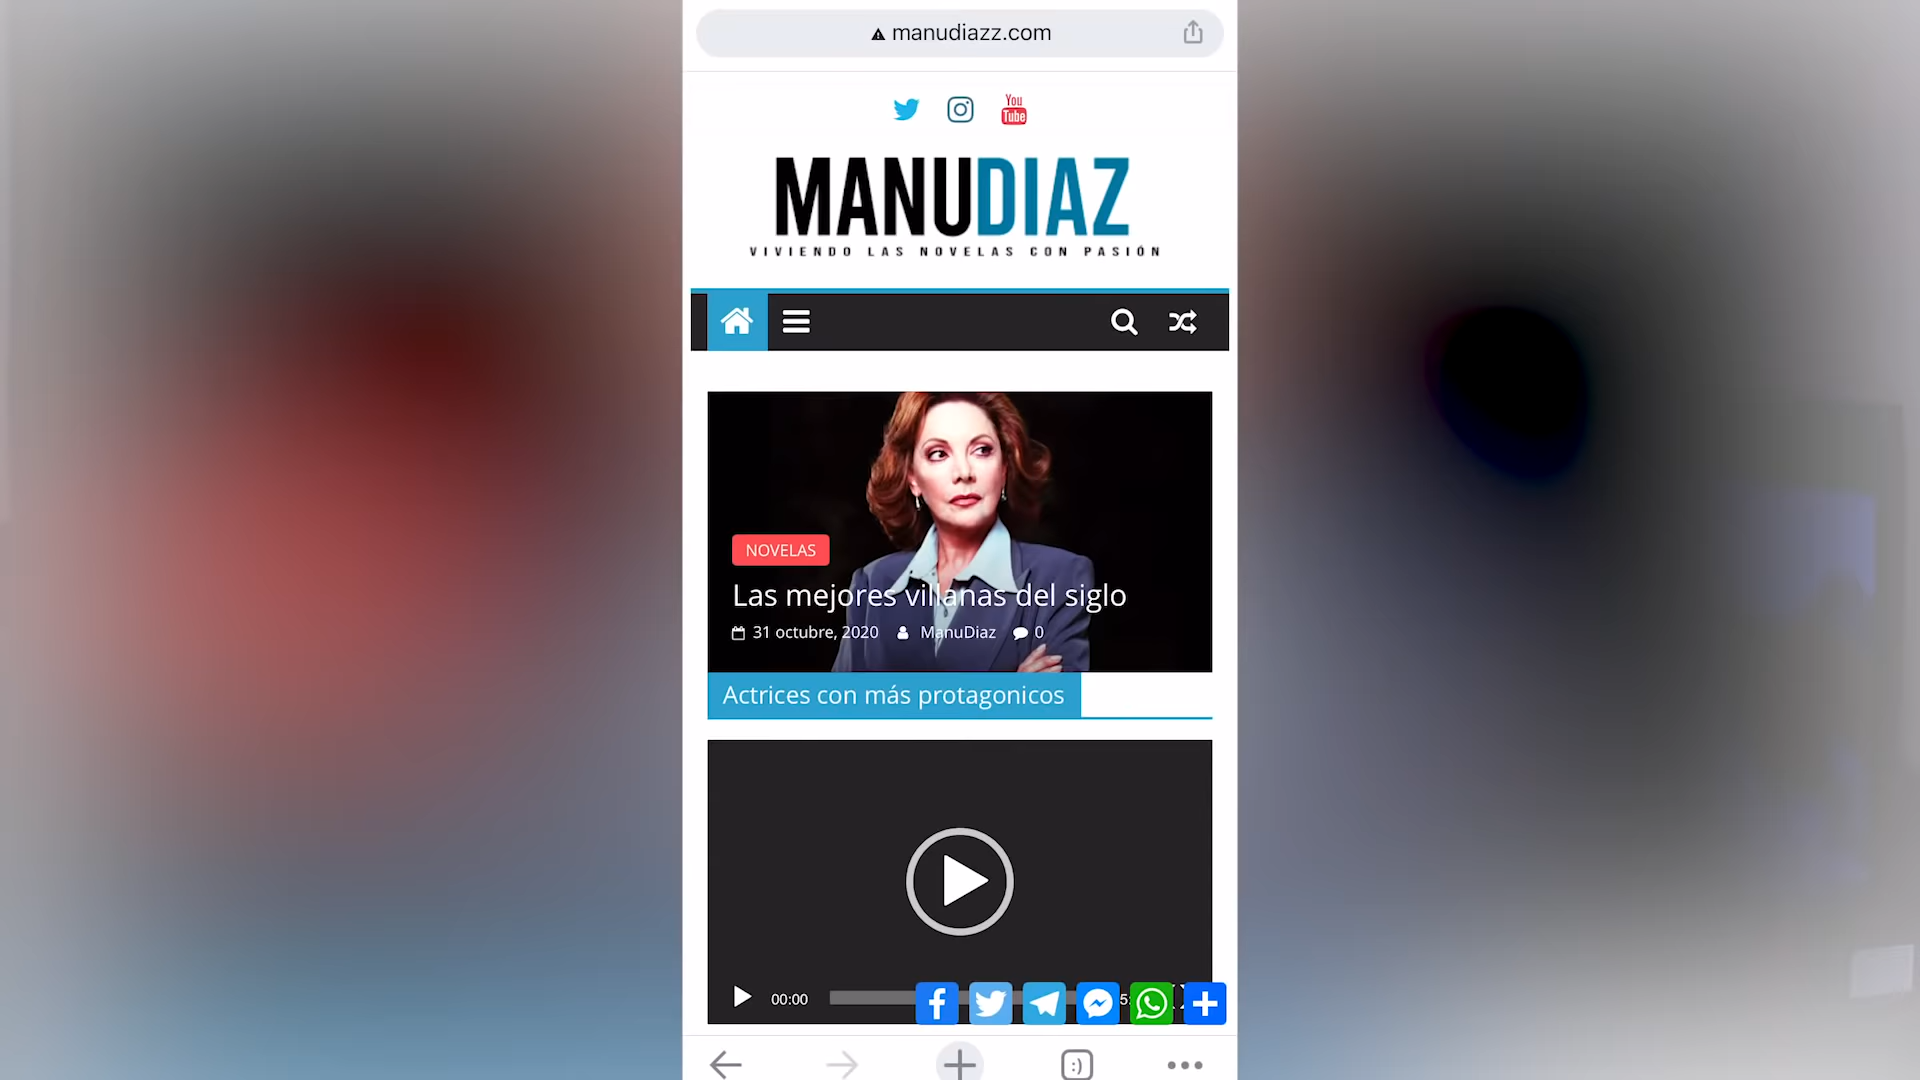 manudiazz.com
You
Tube
MANUDIAZ
VIVIENDO LAS NOVELAS CON PASIÓN
NOVELAS
Las mejores villanas del siglo
31 octubre, 2020 ManuDiaz 0
Actrices con más protagonicos
00:00
:)